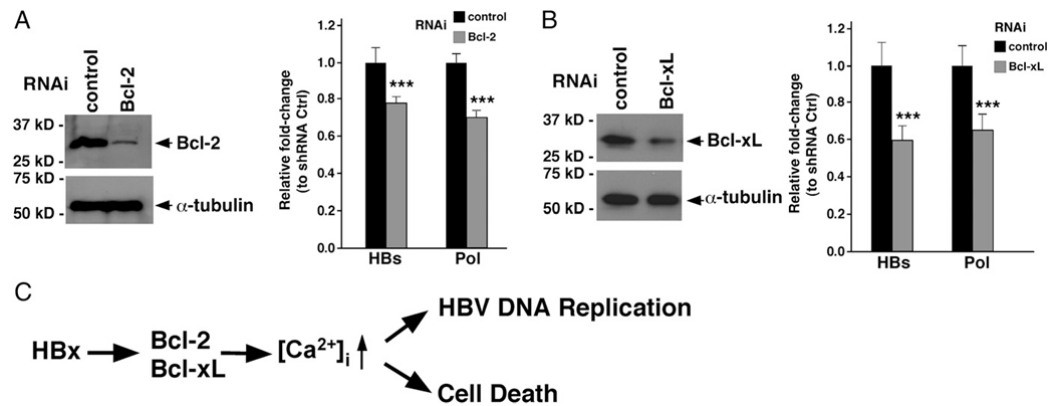 A
RNAi
control
Bcl-2
37 kD -
25 kD -
75 kD -
50 kD -
Bcl-2
α-tubulin
RNAi
control
Bcl-2
Relative fold-change
(to shRNA Ctrl)
1.2
1.0
0.8
0.6
0.4
0.2
0.0
***
***
HBs
Pol
B
RNAi
control
Bcl-xL
37 kD -
25 kD -
75 kD -
50 kD -
Bcl-xL
α-tubulin
RNAi
control
Bcl-xL
Relative fold-change
(to shRNA Ctrl)
1.2
1.0
0.8
0.6
0.4
0.2
0.0
***
***
HBs
Pol
C
HBx
Bcl-2
Bcl-xL
[Ca²⁺]ᵢ
HBV DNA Replication
Cell Death